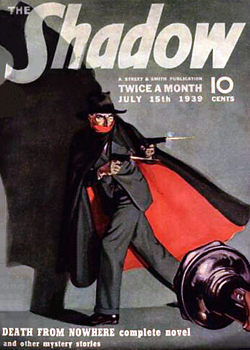 THE
Shadow
A STREET & SMITH PUBLICATION
TWICE A MONTH
JULY 15th 1939
10
CENTS
DEATH FROM NOWHERE complete novel
and other mystery stories